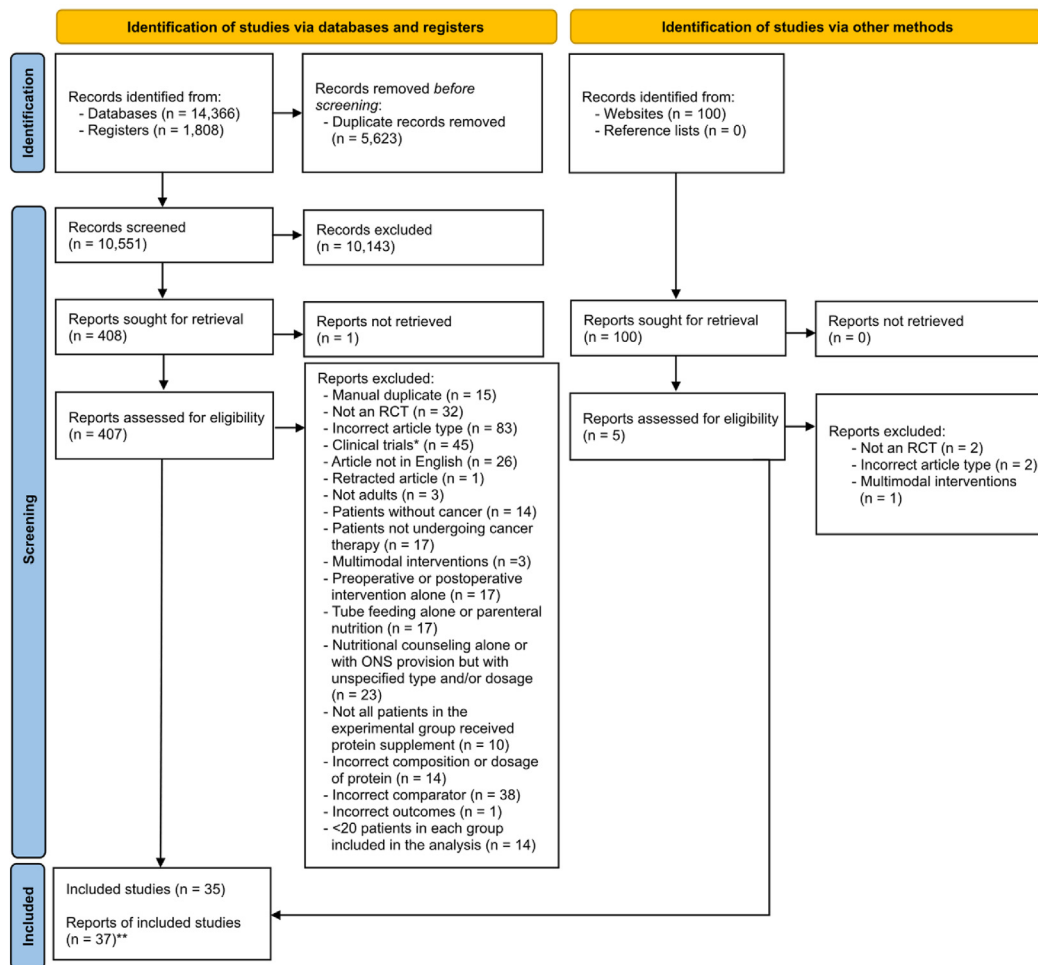 Identification of studies via databases and registers
Identification of studies via other methods
Identification
Records identified from:
- Databases (n = 14,366)
- Registers (n = 1,808)
Records removed before
screening:
- Duplicate records removed
(n = 5,623)
Records identified from:
- Websites (n = 100)
- Reference lists (n = 0)
Screening
Records screened
(n = 10,551)
Records excluded
(n = 10,143)
Reports sought for retrieval
(n = 408)
Reports not retrieved
(n = 1)
Reports sought for retrieval
(n = 100)
Reports not retrieved
(n = 0)
Reports assessed for eligibility
(n = 407)
Reports excluded:
- Manual duplicate (n = 15)
- Not an RCT (n = 32)
- Incorrect article type (n = 83)
- Clinical trials* (n = 45)
- Article not in English (n = 26)
- Retracted article (n = 1)
- Not adults (n = 3)
- Patients without cancer (n = 14)
- Patients not undergoing cancer
therapy (n = 17)
- Multimodal interventions (n =3)
- Preoperative or postoperative
intervention alone (n = 17)
- Tube feeding alone or parenteral
nutrition (n = 17)
- Nutritional counseling alone or
with ONS provision but with
unspecified type and/or dosage
(n = 23)
- Not all patients in the
experimental group received
protein supplement (n = 10)
- Incorrect composition or dosage
of protein (n = 14)
- Incorrect comparator (n = 38)
- Incorrect outcomes (n = 1)
- <20 patients in each group
included in the analysis (n = 14)
Reports assessed for eligibility
(n = 5)
Reports excluded:
- Not an RCT (n = 2)
- Incorrect article type (n = 2)
- Multimodal interventions
(n = 1)
Included
Included studies (n = 35)
Reports of included studies
(n = 37)**